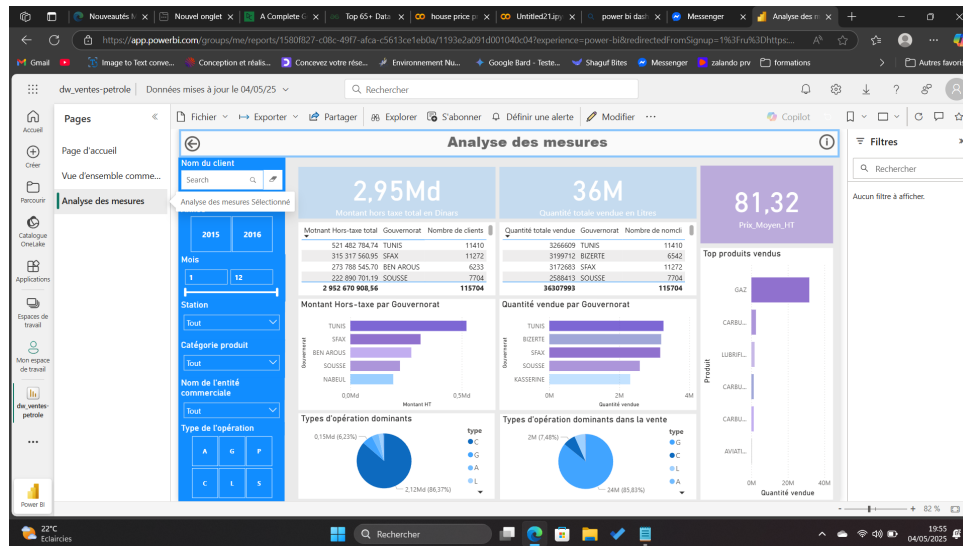 Nouveautés M
Nouvel onglet
A Complete G
Top 65+ Data
house price p
Untitled21.ipy
power bi dash
Messenger
Analyse des m
https://app.powerbi.com/groups/me/reports/1580f827-c08c-49f7-afca-c5613ce1eb0a/1193e2a091d001040c04?experience=power-bi&redirectedFromSignup=1%3Fru%3Dhttps:...
Gmail
Image to Text conve...
Conception et réalis...
Concevez votre rése...
Environnement Nu...
Google Bard - Teste...
Shaguf Bites
Messenger
zalando prv
formations
Autres favoris
dw_ventes-petrole
Données mises à jour le 04/05/25
Rechercher
Pages
Fichier
Exporter
Partager
Explorer
S'abonner
Définir une alerte
Modifier
Copilot
Accueil
Créer
Parcourir
Catalogue
OneLake
Applications
Espaces de
travail
Mon espace
de travail
dw_ventes-
petrole
Power BI
Page d'accueil
Vue d'ensemble comme...
Analyse des mesures
Analyse des mesures Sélectionné
Analyse des mesures
Filtres
Rechercher
Aucun filtre à afficher.
Nom du client
Search
2015
2016
Mois
1
12
Station
Tout
Catégorie produit
Tout
Nom de l'entité
commerciale
Tout
Type de l'opération
A G P
C L S
2,95Md
Montant hors taxe total en Dinars
36M
Quantité totale vendue en Litres
81,32
Prix_Moyen_HT
Motnant Hors-taxe total Gouvernorat Nombre de clients
521 482 784,74 TUNIS 11410
315 317 560,95 SFAX 11272
273 788 545,70 BEN AROUS 6233
222 890 701,19 SOUSSE 7704
2 952 670 908,56 115704
Quantité totale vendue Gouvernorat Nombre de nomcli
3266609 TUNIS 11410
3199712 BIZERTE 6542
3172683 SFAX 11272
2588413 SOUSSE 7704
36307993 115704
Montant Hors-taxe par Gouvernorat
Gouvernorat
TUNIS
SFAX
BEN AROUS
SOUSSE
NABEUL
0,0Md 0,5Md
Montant HT
Quantité vendue par Gouvernorat
Gouvernorat
TUNIS
BIZERTE
SFAX
SOUSSE
KASSERINE
0M 2M 4M
Quantité vendue
Top produits vendus
Produit
GAZ
CARBU...
LUBRIFI...
CARBU...
CARBU...
AVIATI...
0M 20M 40M
Quantité vendue
Types d'opération dominants
0,15Md (6,23%)
2,12Md (86,37%)
type
C
G
A
L
Types d'opération dominants dans la vente
2M (7,48%)
24M (85,83%)
type
G
C
L
A
82 %
22°C
Eclaircies
Rechercher
19:55
04/05/2025